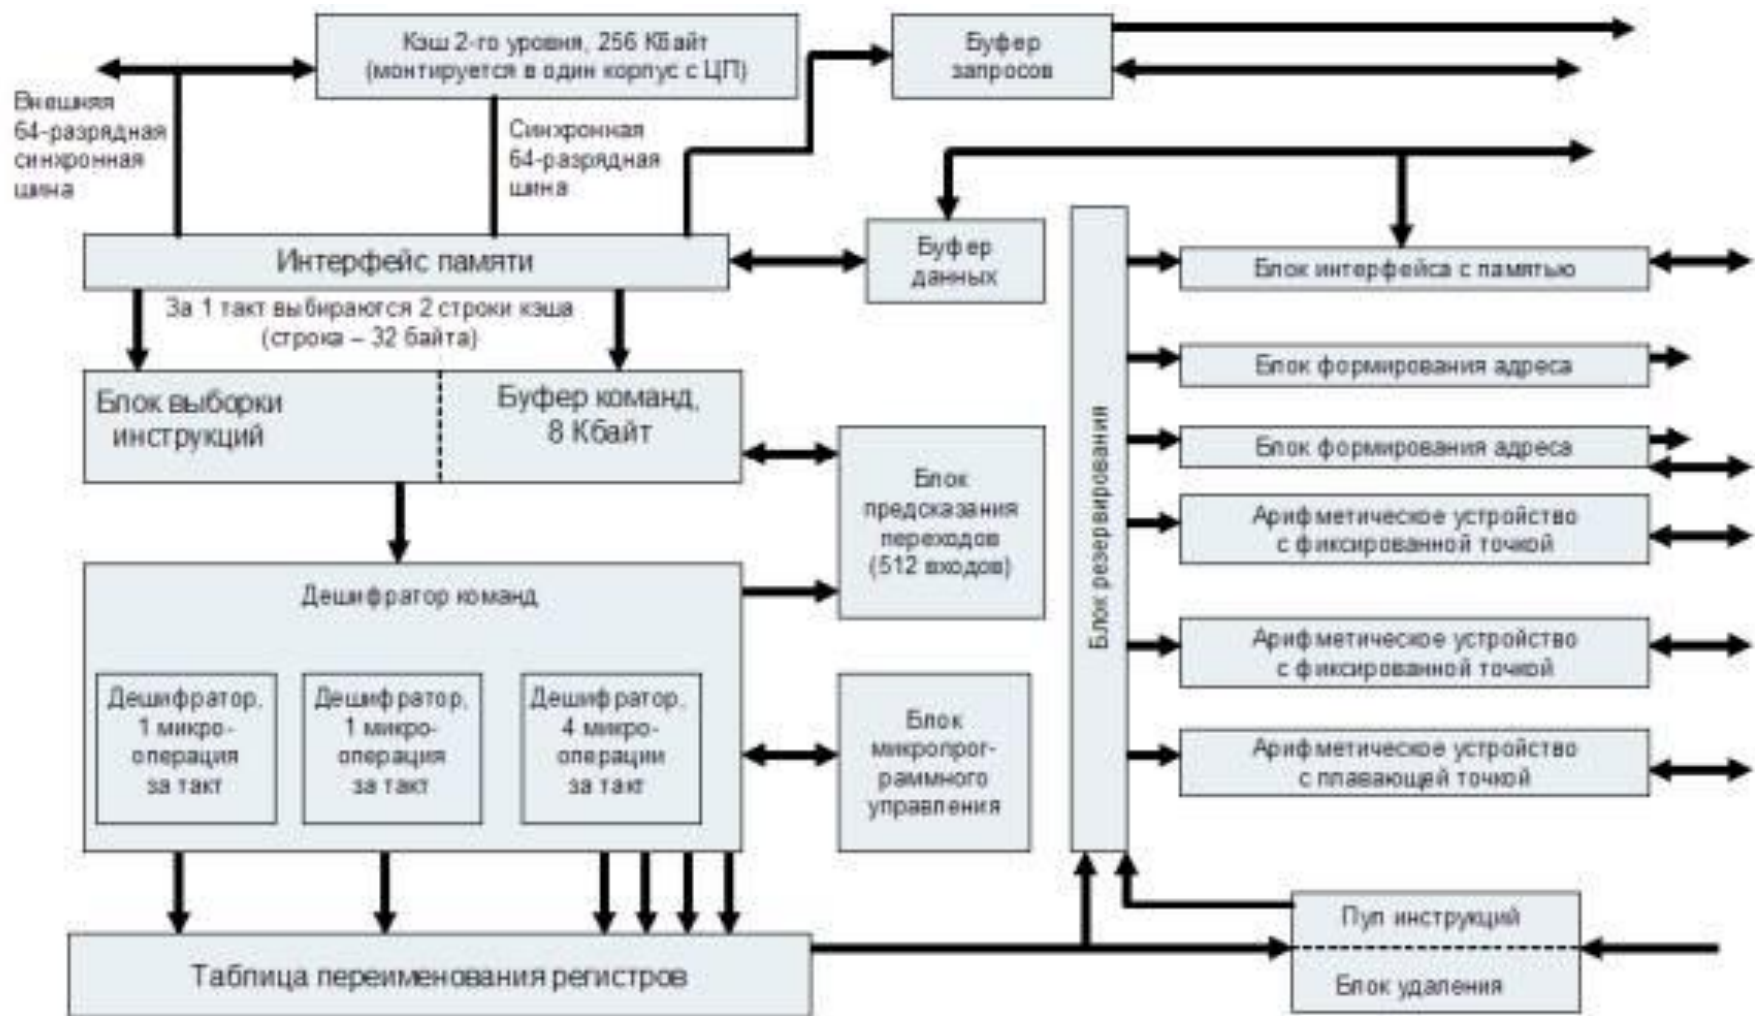 Кэш 2-го уровня, 256 Кбайт
(монтируется в один корпус с ЦП)
Буфер
запросов
Внешняя
64-разрядная
синхронная
шина
Синхронная
64-разрядная
шина
Интерфейс памяти
Буфер
данных
Блок интерфейса с памятью
За 1 такт выбираются 2 строки кэша
(строка – 32 байта)
Блок выборки
инструкций
Буфер команд,
8 Кбайт
Блок
предсказания
переходов
(512 входов)
Дешифратор команд
Дешифратор,
1 микро-
операция
за такт
Дешифратор,
1 микро-
операция
за такт
Дешифратор,
4 микро-
операции
за такт
Блок
микропрог-
раммного
управления
Таблица переименования регистров
Блок резервирования
Блок формирования адреса
Блок формирования адреса
Арифметическое устройство
с фиксированной точкой
Арифметическое устройство
с фиксированной точкой
Арифметическое устройство
с плавающей точкой
Пул инструкций
Блок удаления